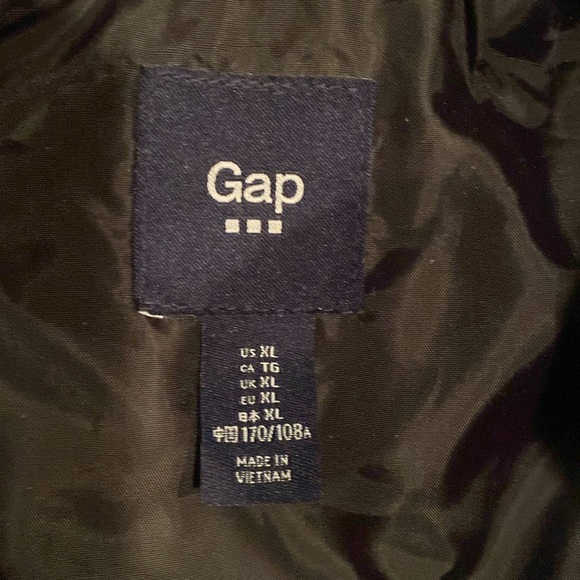 Gap
US XL
CA TG
UK XL
EU XL
日本 XL
中国 170/108A
MADE IN
VIETNAM